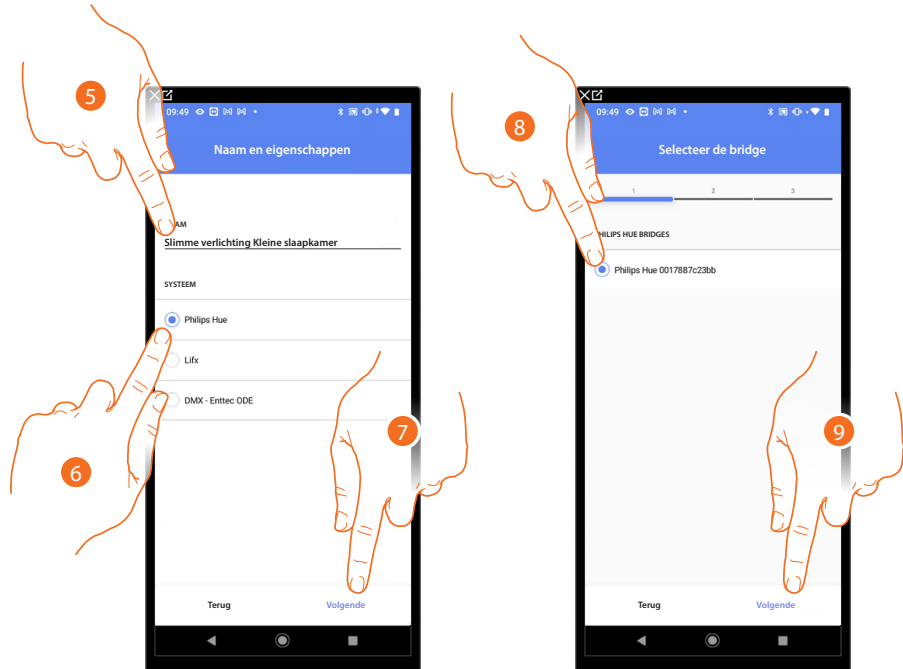 5
09:49
Naam en eigenschappen
AM
Slimme verlichting Kleine slaapkamer
SYSTEEM
Philips Hue
Lifx
DMX - Enttec ODE
7
6
Terug
Volgende
8
09:49
Selecteer de bridge
1
2
3
HILIPS HUE BRIDGES
Philips Hue 0017887c23bb
9
Terug
Volgende